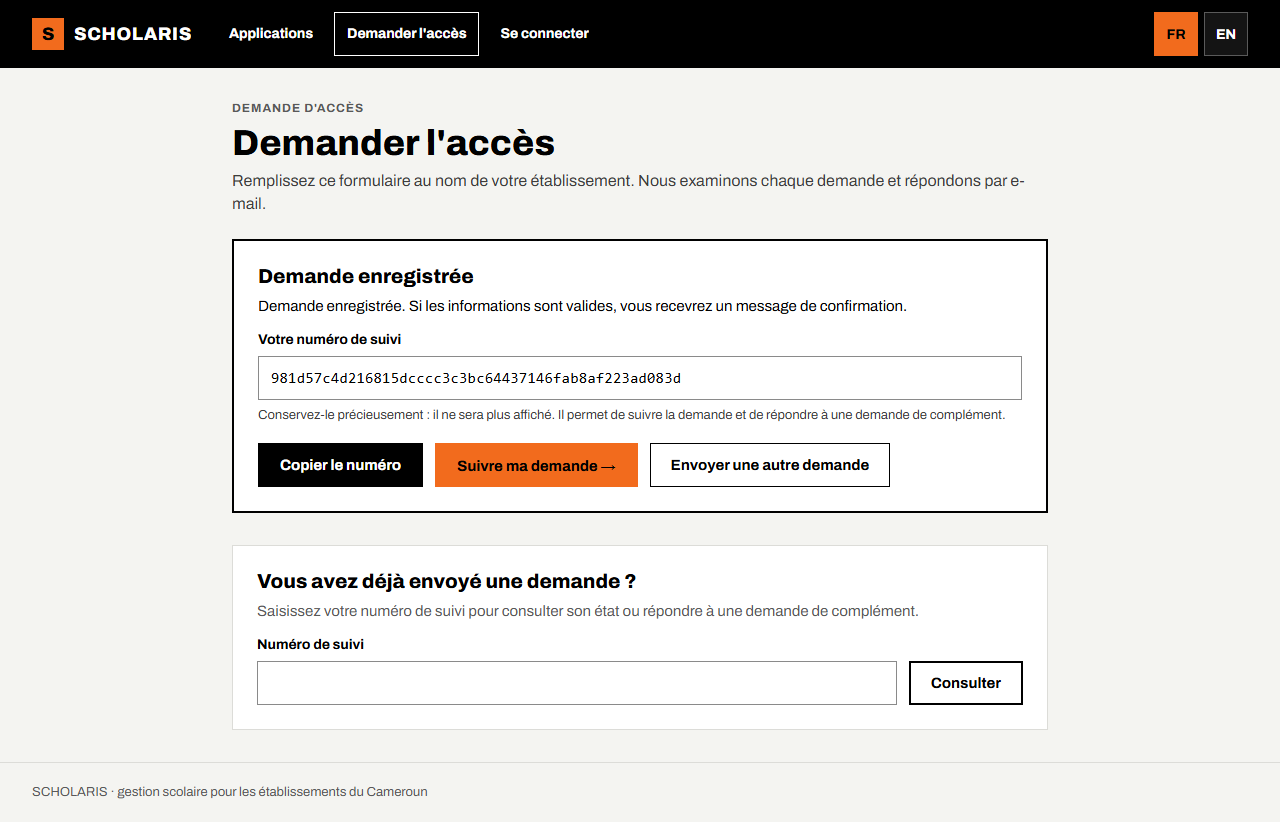 S SCHOLARIS Applications Demander l'accès Se connecter FR EN
DEMANDE D'ACCÈS
Demander l'accès
Remplissez ce formulaire au nom de votre établissement. Nous examinons chaque demande et répondons par e-
mail.
Demande enregistrée
Demande enregistrée. Si les informations sont valides, vous recevrez un message de confirmation.
Votre numéro de suivi
981d57c4d216815dcccc3c3bc64437146fab8af223ad083d
Conservez-le précieusement : il ne sera plus affiché. Il permet de suivre la demande et de répondre à une demande de complément.
Copier le numéro Suivre ma demande → Envoyer une autre demande
Vous avez déjà envoyé une demande ?
Saisissez votre numéro de suivi pour consulter son état ou répondre à une demande de complément.
Numéro de suivi
Consulter
SCHOLARIS · gestion scolaire pour les établissements du Cameroun